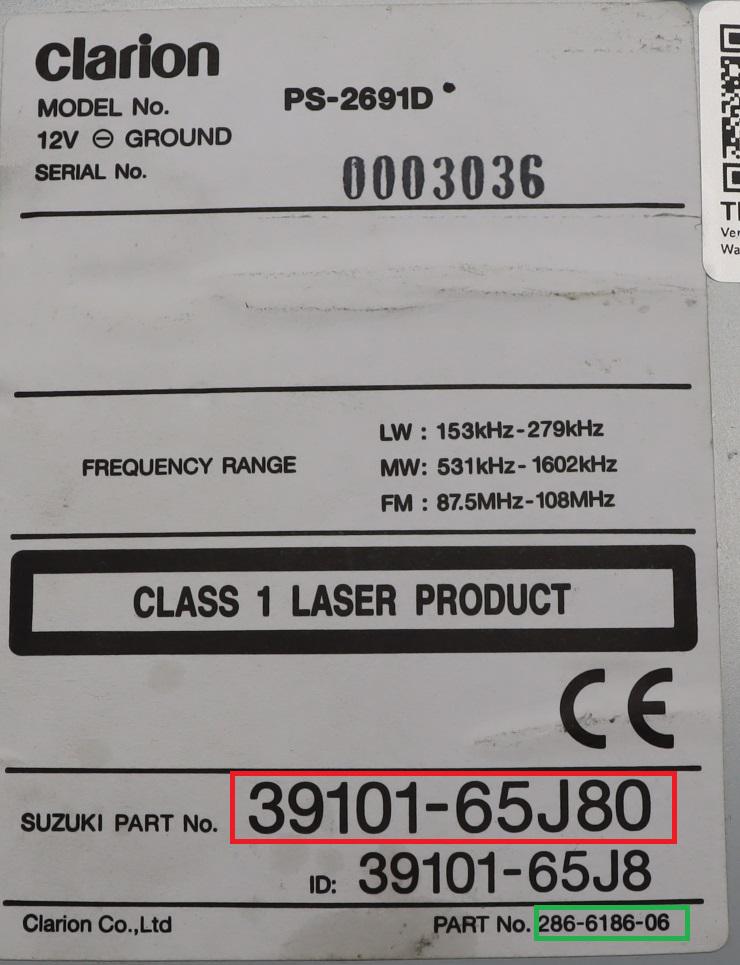 Clarion
MODEL No. PS-2691D
12V ⊖ GROUND
SERIAL No. 0003036
FREQUENCY RANGE
LW : 153kHz-279kHz
MW: 531kHz-1602kHz
FM : 87.5MHz-108MHz
CLASS 1 LASER PRODUCT
CE
SUZUKI PART No. 39101-65J80
ID: 39101-65J8
Clarion Co.,Ltd PART No. 286-6186-06